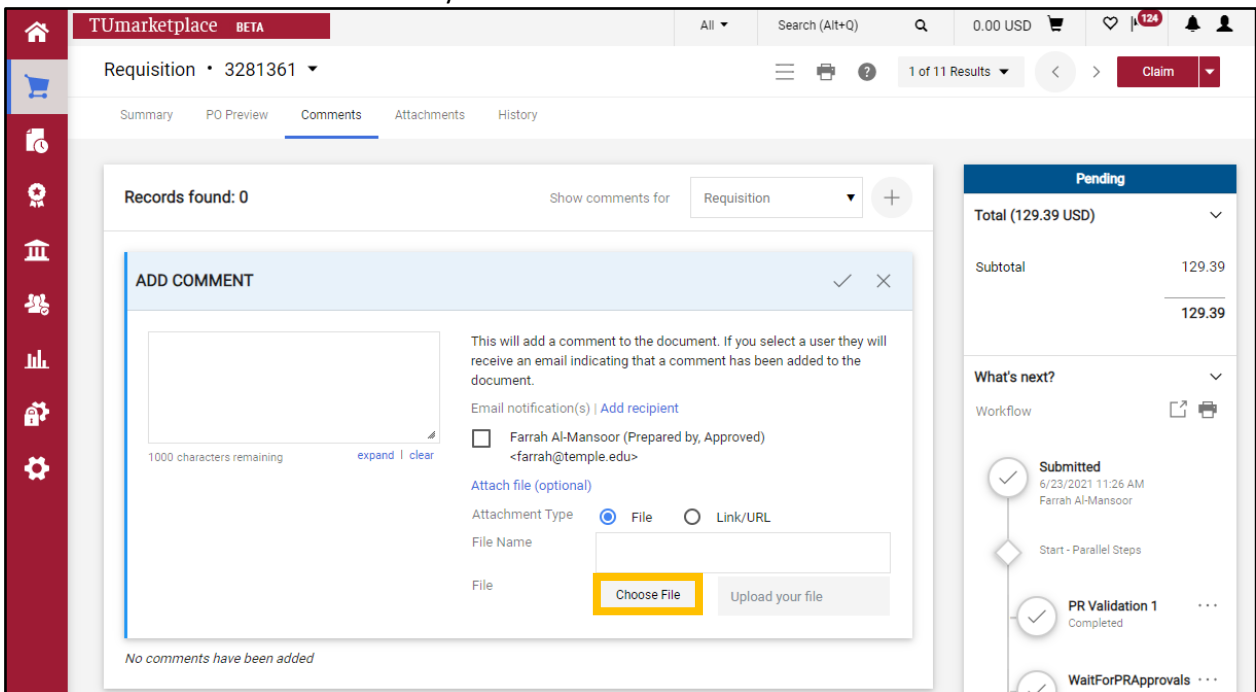 TUmarketplace BETA
All
Search (Alt+Q)
0.00 USD
124
Requisition • 3281361
1 of 11 Results
Claim
Summary
PO Preview
Comments
Attachments
History
Records found: 0
Show comments for
Requisition
ADD COMMENT
1000 characters remaining
expand | clear
This will add a comment to the document. If you select a user they will
receive an email indicating that a comment has been added to the
document.
Email notification(s) | Add recipient
Farrah Al-Mansoor (Prepared by, Approved)
<farrah@temple.edu>
Attach file (optional)
Attachment Type
File
Link/URL
File Name
File
Choose File
Upload your file
No comments have been added
Pending
Total (129.39 USD)
Subtotal
129.39
129.39
What's next?
Workflow
Submitted
6/23/2021 11:26 AM
Farrah Al-Mansoor
Start - Parallel Steps
PR Validation 1
Completed
WaitForPRApprovals